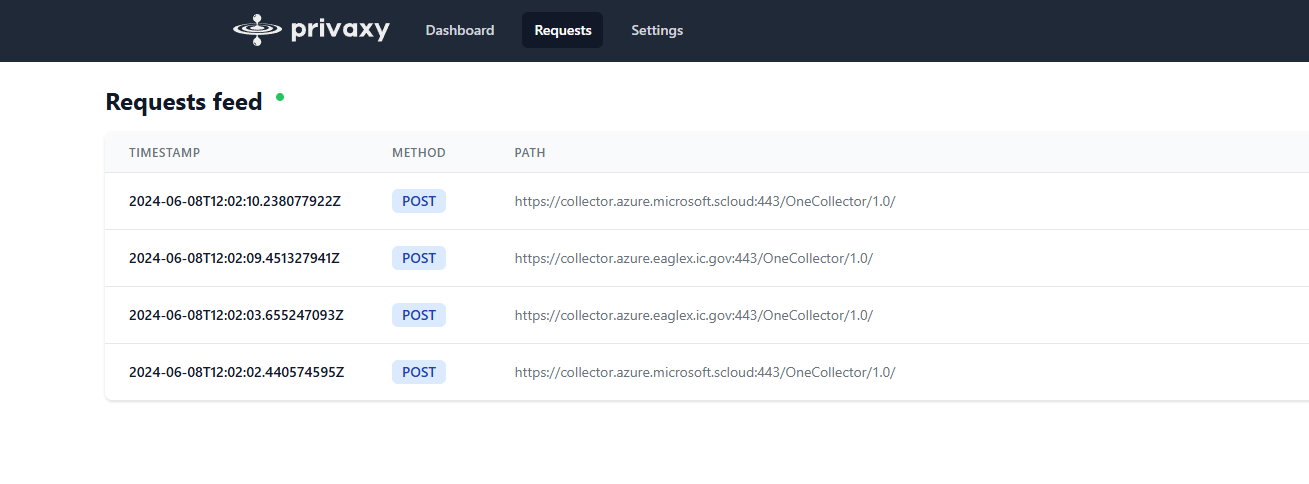 privaxy Dashboard Requests Settings
Requests feed
TIMESTAMP METHOD PATH
2024-06-08T12:02:10.238077922Z POST https://collector.azure.microsoft.scloud:443/OneCollector/1.0/
2024-06-08T12:02:09.451327941Z POST https://collector.azure.eaglex.ic.gov:443/OneCollector/1.0/
2024-06-08T12:02:03.655247093Z POST https://collector.azure.eaglex.ic.gov:443/OneCollector/1.0/
2024-06-08T12:02:02.440574595Z POST https://collector.azure.microsoft.scloud:443/OneCollector/1.0/